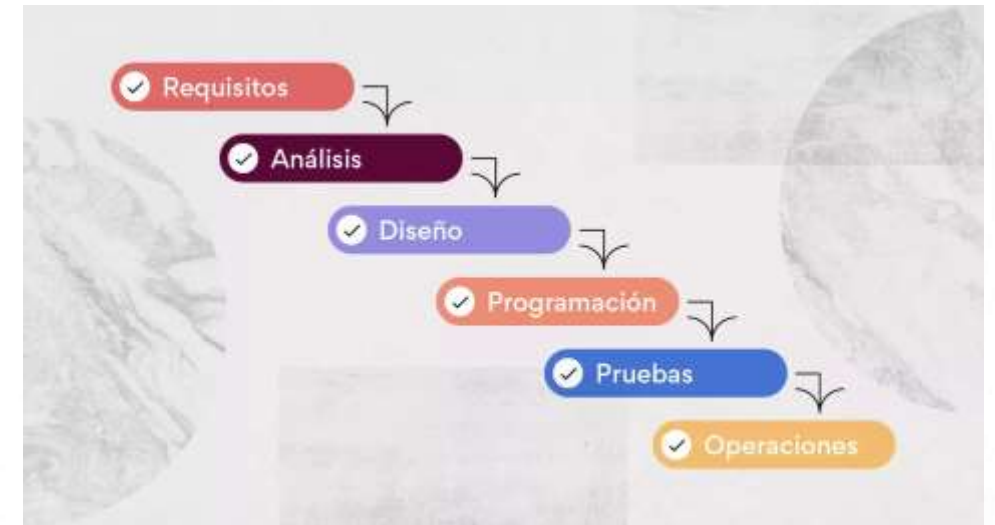 Requisitos
Análisis
Diseño
Programación
Pruebas
Operaciones